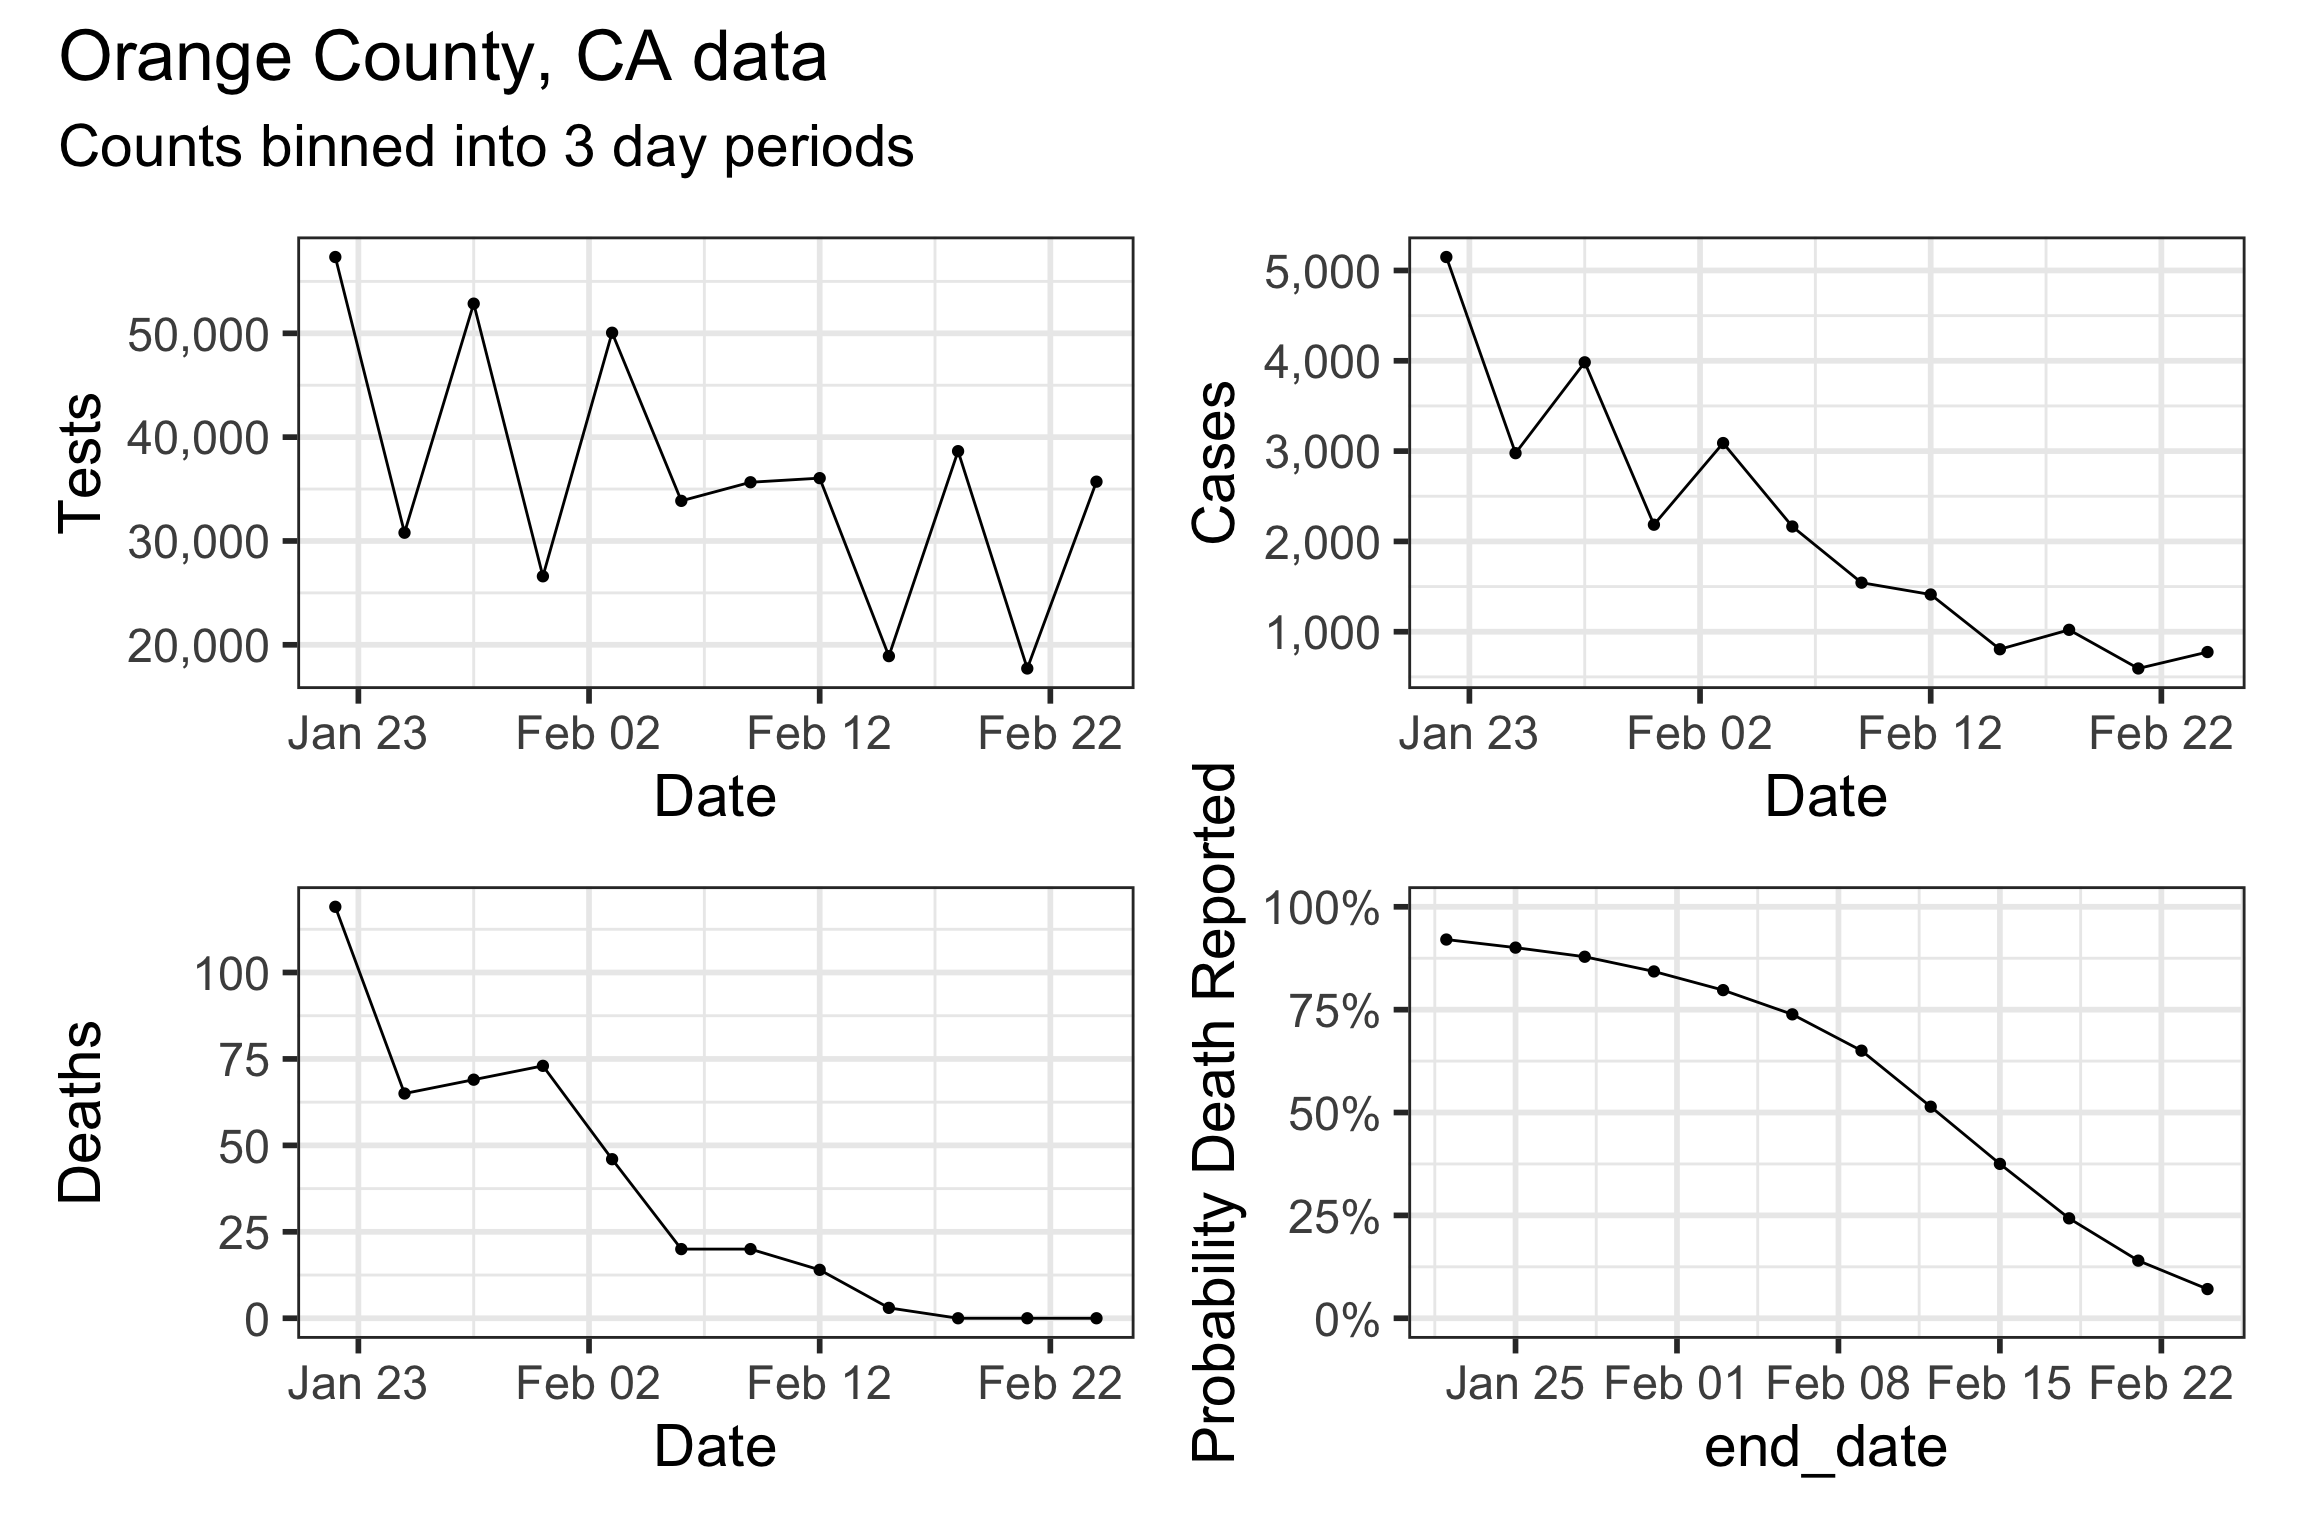 Orange County, CA data
Counts binned into 3 day periods
Tests
50,000
40,000
30,000
20,000
Jan 23 Feb 02 Feb 12 Feb 22
Date
Cases
5,000
4,000
3,000
2,000
1,000
Jan 23 Feb 02 Feb 12 Feb 22
Date
Deaths
100
75
50
25
0
Jan 23 Feb 02 Feb 12 Feb 22
Date
Probability Death Reported
100%
75%
50%
25%
0%
Jan 25 Feb 01 Feb 08 Feb 15 Feb 22
end_date